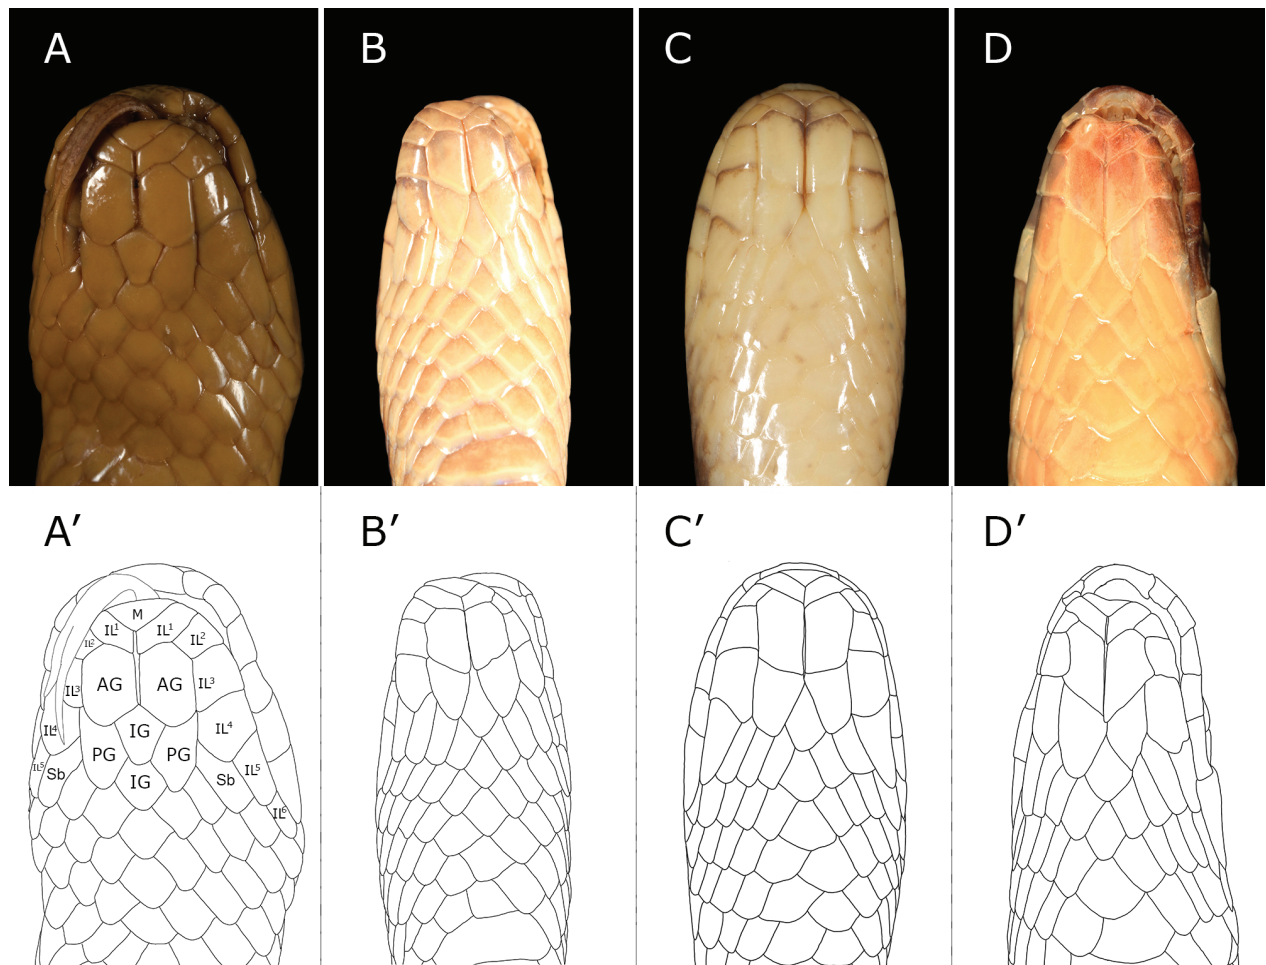 A B C D
A′ B′ C′ D′
M
IL¹ IL¹ IL²
IL²
AG AG IL³
IL³
IG IL⁴
IL⁴
PG PG
IL⁵ Sb IG Sb IL⁵
IL⁶